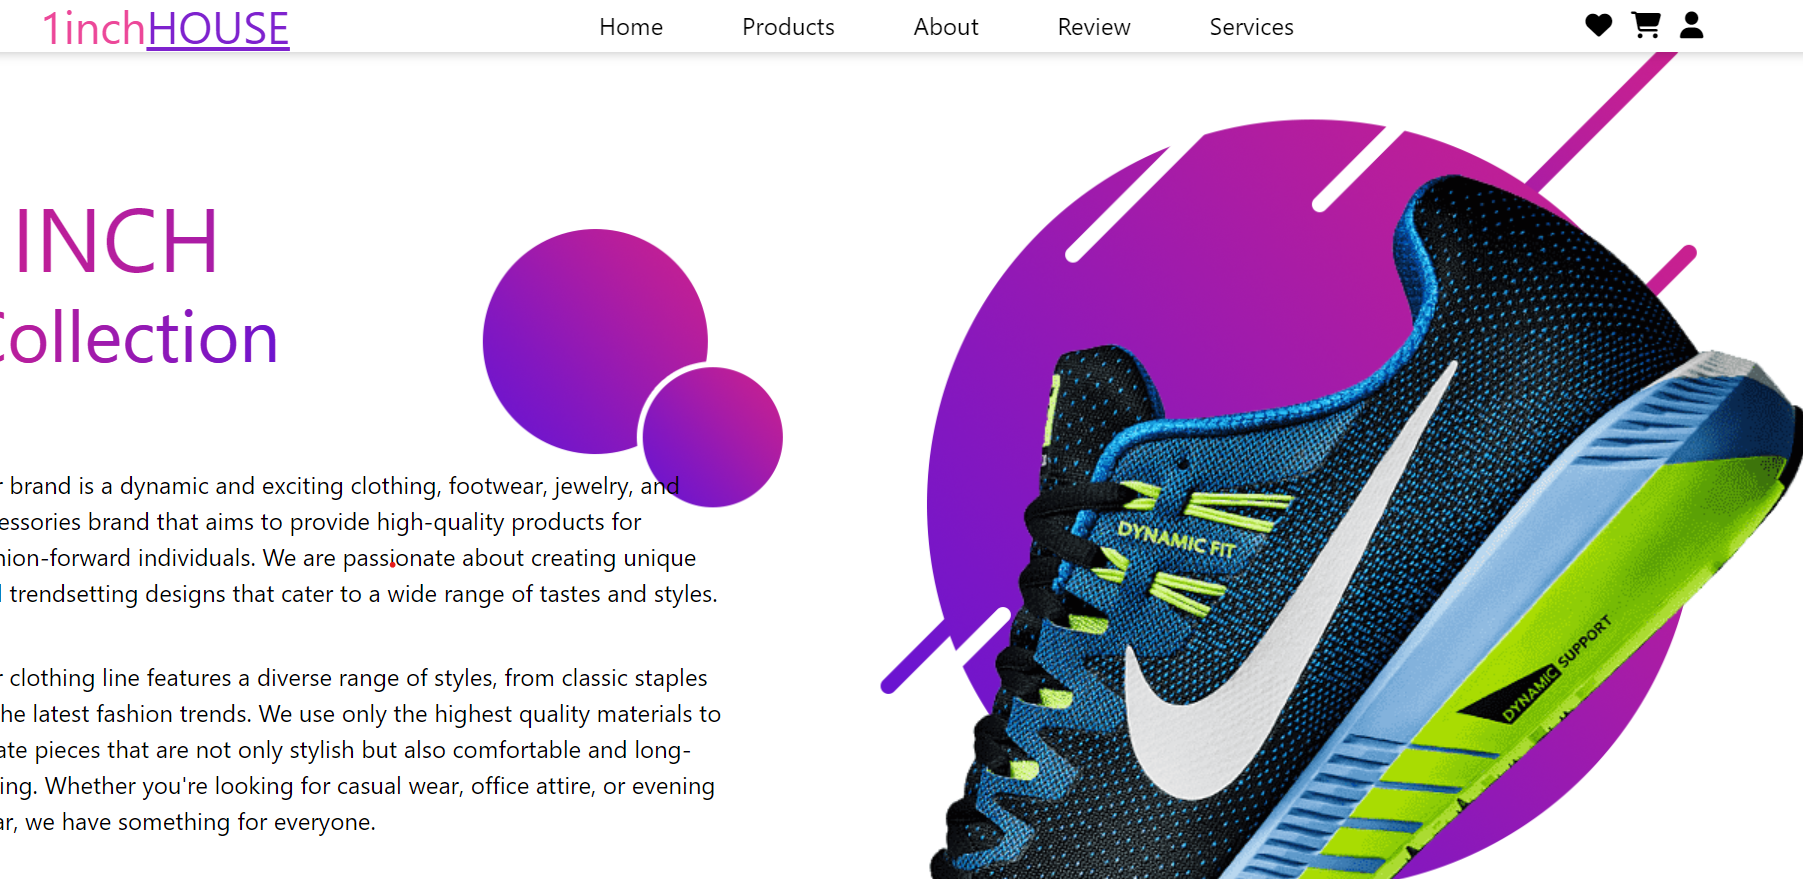 1inchHOUSE
Home Products About Review Services
INCH
Collection
brand is a dynamic and exciting clothing, footwear, jewelry, and
essories brand that aims to provide high-quality products for
hion-forward individuals. We are passionate about creating unique
trendsetting designs that cater to a wide range of tastes and styles.
clothing line features a diverse range of styles, from classic staples
he latest fashion trends. We use only the highest quality materials to
ate pieces that are not only stylish but also comfortable and long-
ing. Whether you're looking for casual wear, office attire, or evening
ar, we have something for everyone.
DYNAMIC FIT
DYNAMIC SUPPORT